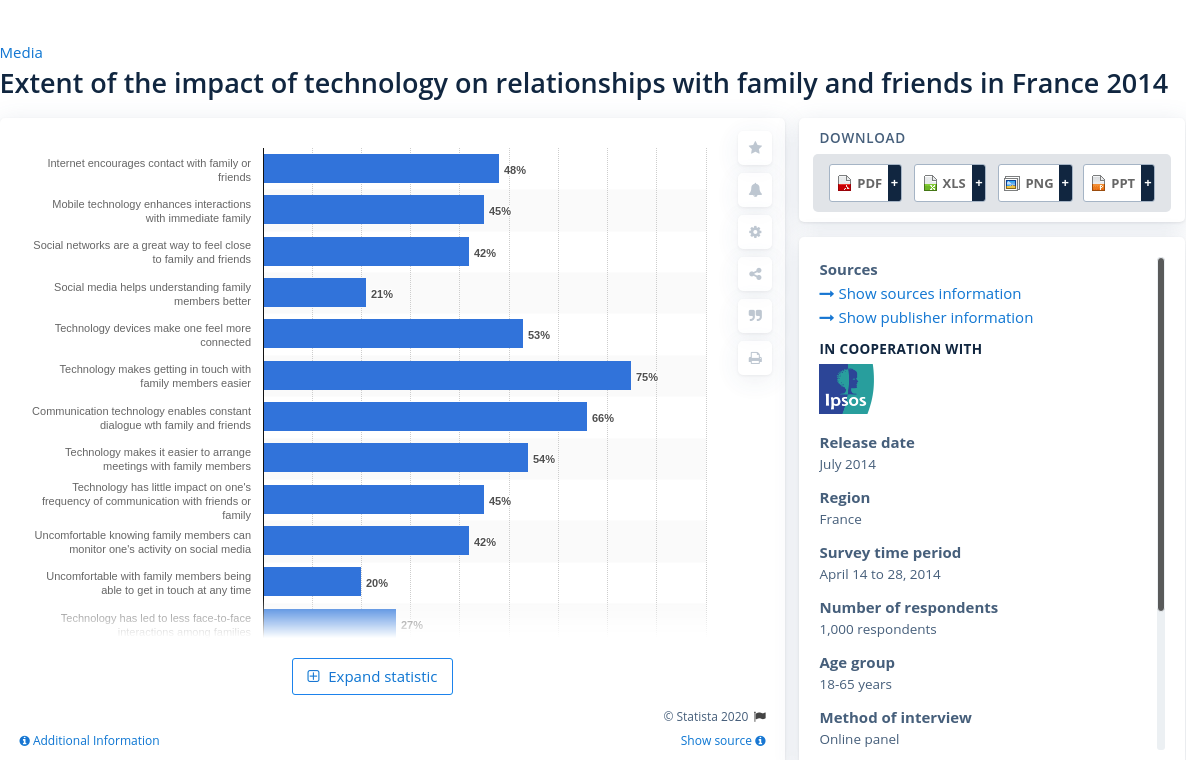 Media
Extent of the impact of technology on relationships with family and friends in France 2014
Internet encourages contact with family or
friends
48%
Mobile technology enhances interactions
with immediate family
45%
Social networks are a great way to feel close
to family and friends
42%
Social media helps understanding family
members better
21%
Technology devices make one feel more
connected
53%
Technology makes getting in touch with
family members easier
75%
Communication technology enables constant
dialogue wth family and friends
66%
Technology makes it easier to arrange
meetings with family members
54%
Technology has little impact on one's
frequency of communication with friends or
family
45%
Uncomfortable knowing family members can
monitor one's activity on social media
42%
Uncomfortable with family members being
able to get in touch at any time
20%
Technology has led to less face-to-face
interactions among families
27%
Expand statistic
© Statista 2020
Additional Information
Show source
DOWNLOAD
PDF + XLS + PNG + PPT +
Sources
Show sources information
Show publisher information
IN COOPERATION WITH
Ipsos
Release date
July 2014
Region
France
Survey time period
April 14 to 28, 2014
Number of respondents
1,000 respondents
Age group
18-65 years
Method of interview
Online panel